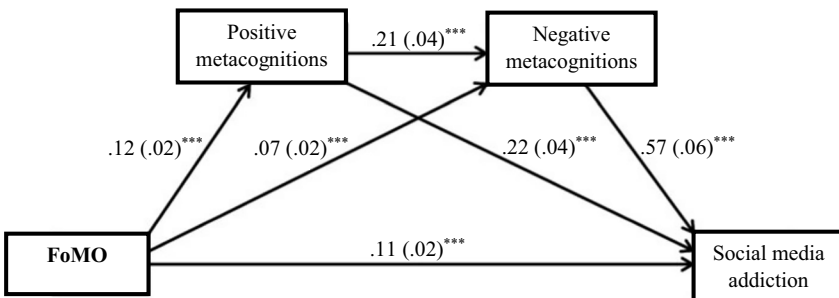 Positive
metacognitions
Negative
metacognitions
.21 (.04)***
.12 (.02)***
.07 (.02)***
.22 (.04)***
.57 (.06)***
FoMO
.11 (.02)***
Social media
addiction